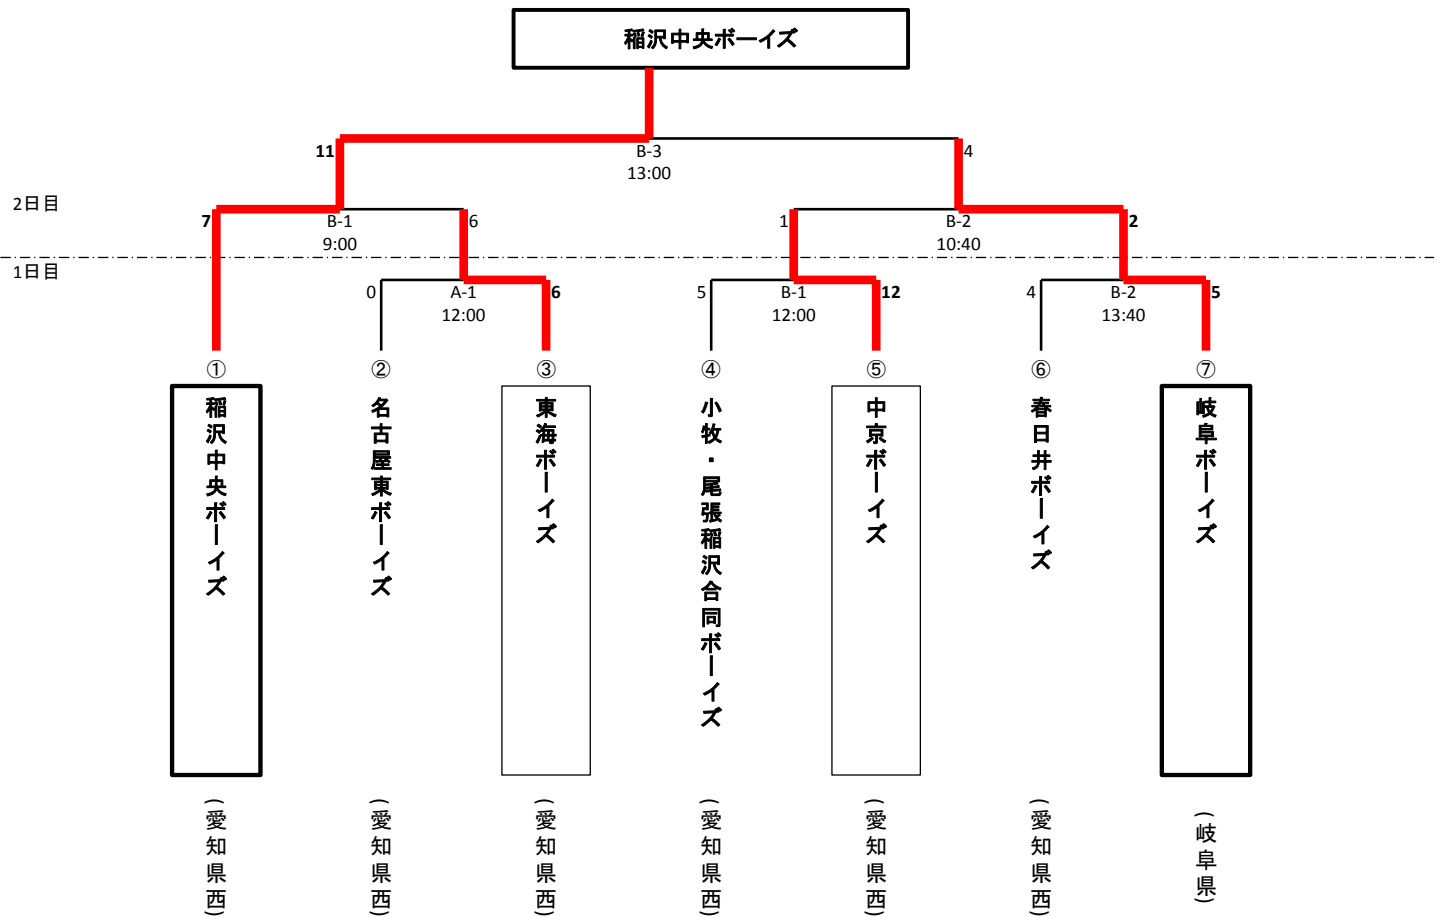 稲沢中央ボーイズ
11
B-3
4
13:00
2日目
7
B-1
6
1
B-2
2
9:00
10:40
1日目
0
A-1
6
5
B-1
12
4
B-2
5
12:00
12:00
13:40
①
②
③
④
⑤
⑥
⑦
稲沢中央ボーイズ
名古屋東ボーイズ
東海ボーイズ
小牧・尾張稲沢合同ボーイズ
中京ボーイズ
春日井ボーイズ
岐阜ボーイズ
(愛知県西)
(愛知県西)
(愛知県西)
(愛知県西)
(愛知県西)
(愛知県西)
(岐阜県)